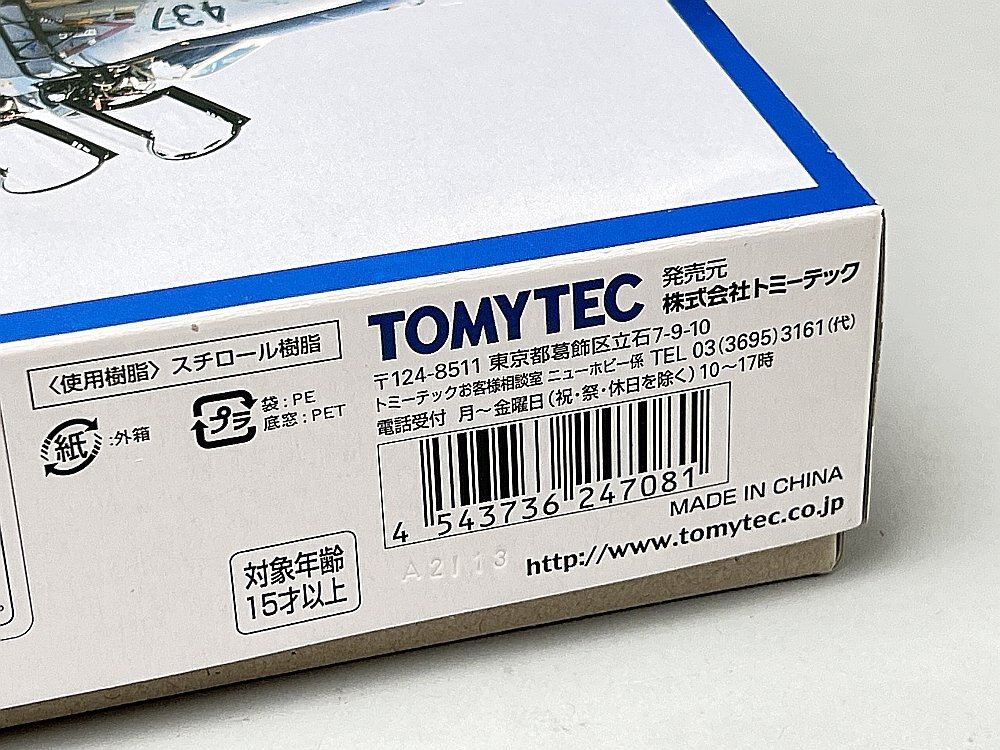 437
〈使用樹脂〉 スチロール樹脂
紙 :外箱
プラ 袋:PE
底窓:PET
TOMYTEC 発売元
株式会社トミーテック
〒124-8511 東京都葛飾区立石7-9-10
トミーテックお客様相談室 ニューホビー係 TEL 03(3695)3161(代)
電話受付 月～金曜日(祝・祭・休日を除く)10～17時
4 543736 247081
MADE IN CHINA
http://www.tomytec.co.jp
A2113
対象年齢
15才以上